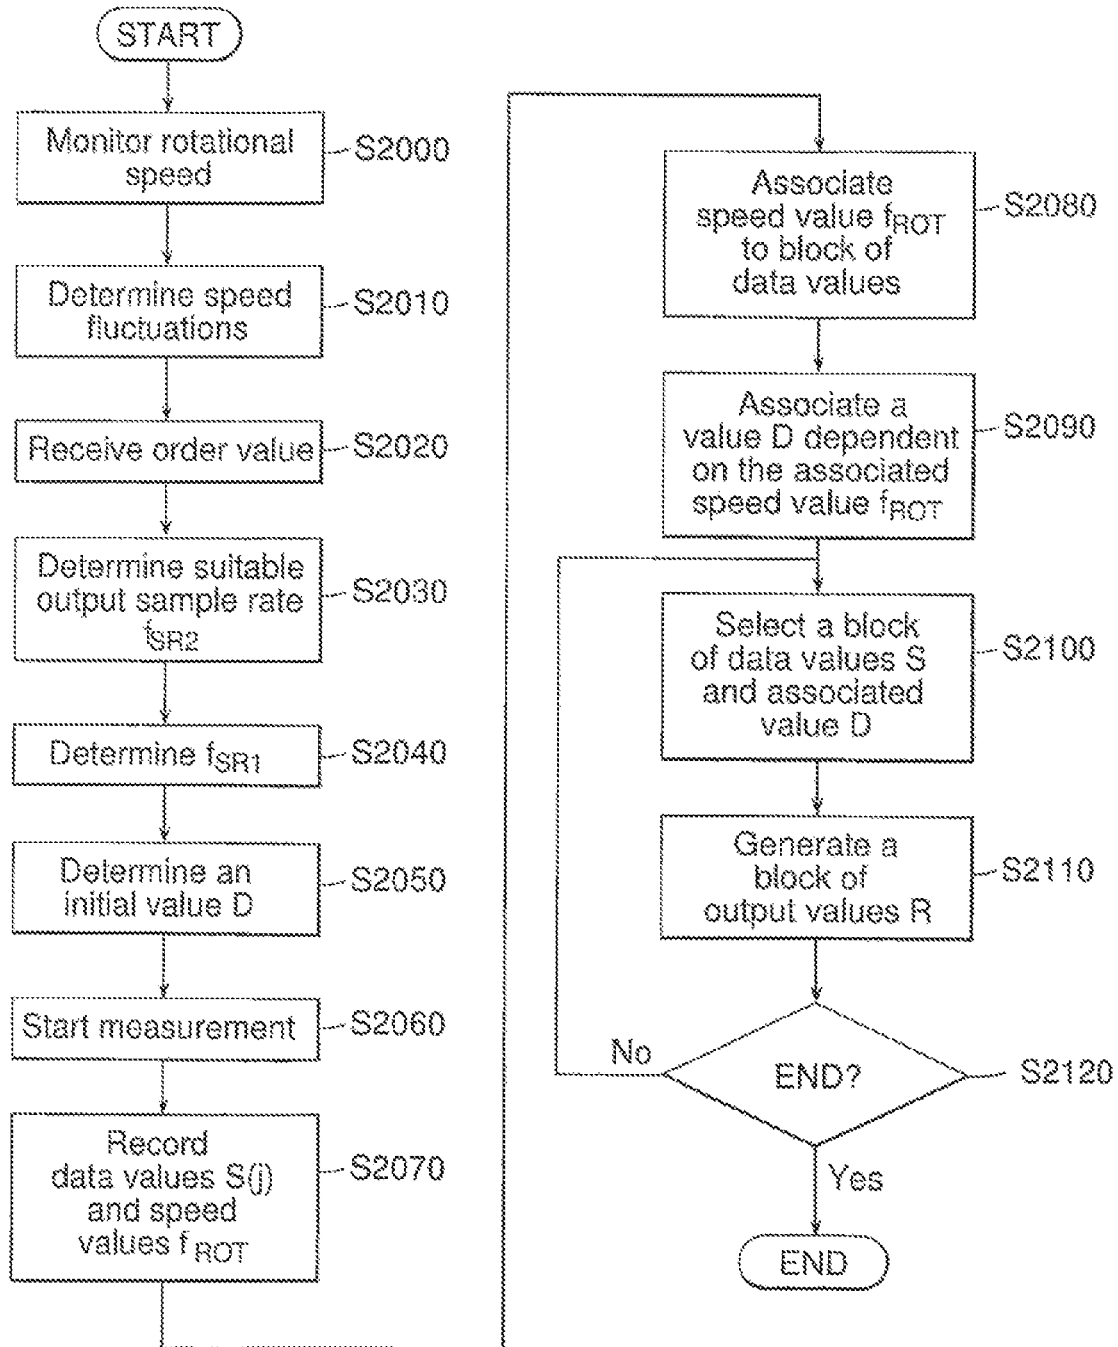 START
Monitor rotational
speed
S2000
Determine speed
fluctuations
S2010
Receive order value
S2020
Determine suitable
output sample rate
fSR2
S2030
Determine fSR1
S2040
Determine an
initial value D
S2050
Start measurement
S2060
Record
data values S(j)
and speed
values fROT
S2070
Associate
speed value fROT
to block of
data values
S2080
Associate a
value D dependent
on the associated
speed value fROT
S2090
Select a block
of data values S
and associated
value D
S2100
Generate a
block of
output values R
S2110
END?
S2120
No
Yes
END